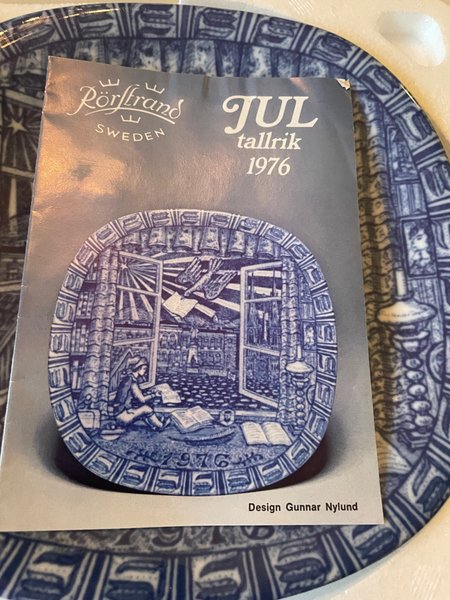 Rörstrand
SWEDEN
JUL
tallrik
1976
1976
Design Gunnar Nylund